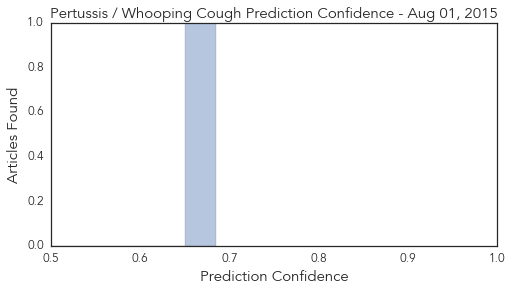 Pertussis / Whooping Cough Prediction Confidence - Aug 01, 2015
1.0
0.8
0.6
0.4
0.2
0.0
Articles Found
0.5 0.6 0.7 0.8 0.9 1.0
Prediction Confidence